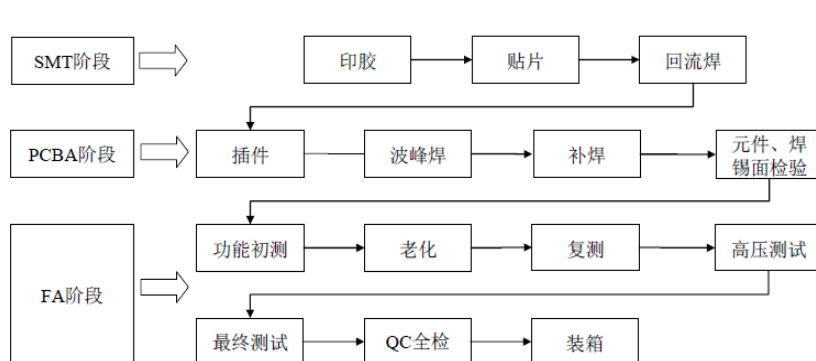 SMT阶段
印胶
贴片
回流焊
PCBA阶段
插件
波峰焊
补焊
元件、焊
锡面检验
FA阶段
功能初测
老化
复测
高压测试
最终测试
QC全检
装箱